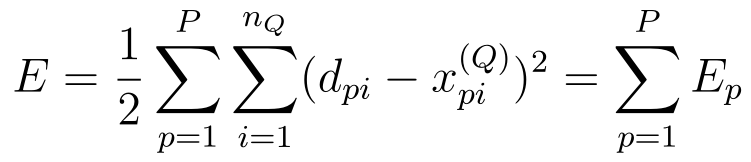 $E = \frac{1}{2} \sum_{p=1}^{P} \sum_{i=1}^{n_Q} (d_{pi} - x_{pi}^{(Q)})^2 = \sum_{p=1}^{P} E_p$